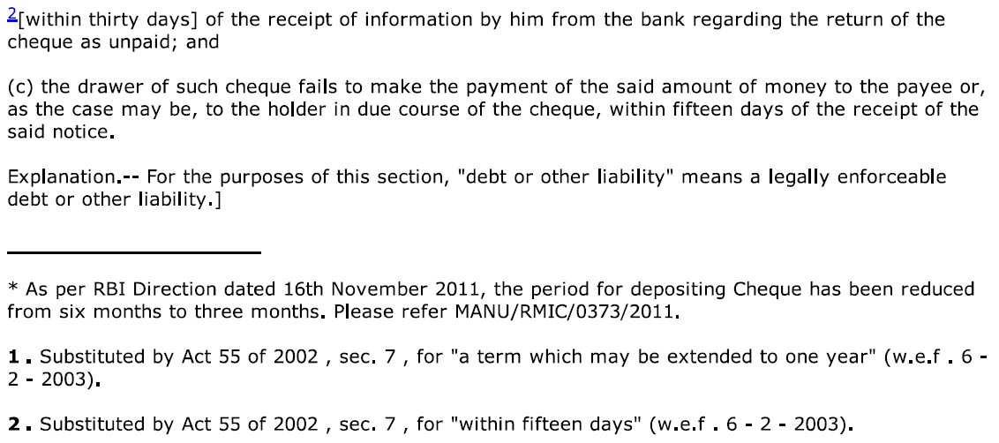 2[within thirty days] of the receipt of information by him from the bank regarding the return of the
cheque as unpaid; and
(c) the drawer of such cheque fails to make the payment of the said amount of money to the payee or,
as the case may be, to the holder in due course of the cheque, within fifteen days of the receipt of the
said notice.
Explanation.-- For the purposes of this section, "debt or other liability" means a legally enforceable
debt or other liability.]
* As per RBI Direction dated 16th November 2011, the period for depositing Cheque has been reduced
from six months to three months. Please refer MANU/RMIC/0373/2011.
1 . Substituted by Act 55 of 2002 , sec. 7 , for "a term which may be extended to one year" (w.e.f . 6 -
2 - 2003).
2 . Substituted by Act 55 of 2002 , sec. 7 , for "within fifteen days" (w.e.f . 6 - 2 - 2003).